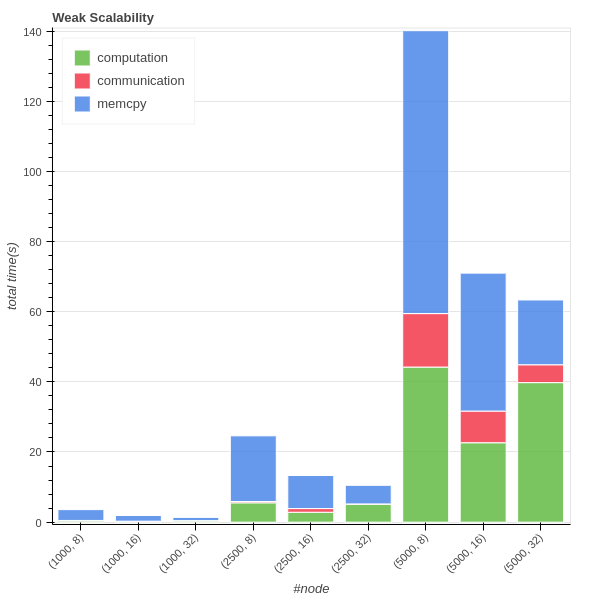 Weak Scalability
140
120
100
80
60
40
20
0
total time(s)
computation
communication
memcpy
(1000, 8)
(1000, 16)
(1000, 32)
(2500, 8)
(2500, 16)
(2500, 32)
(5000, 8)
(5000, 16)
(5000, 32)
#node